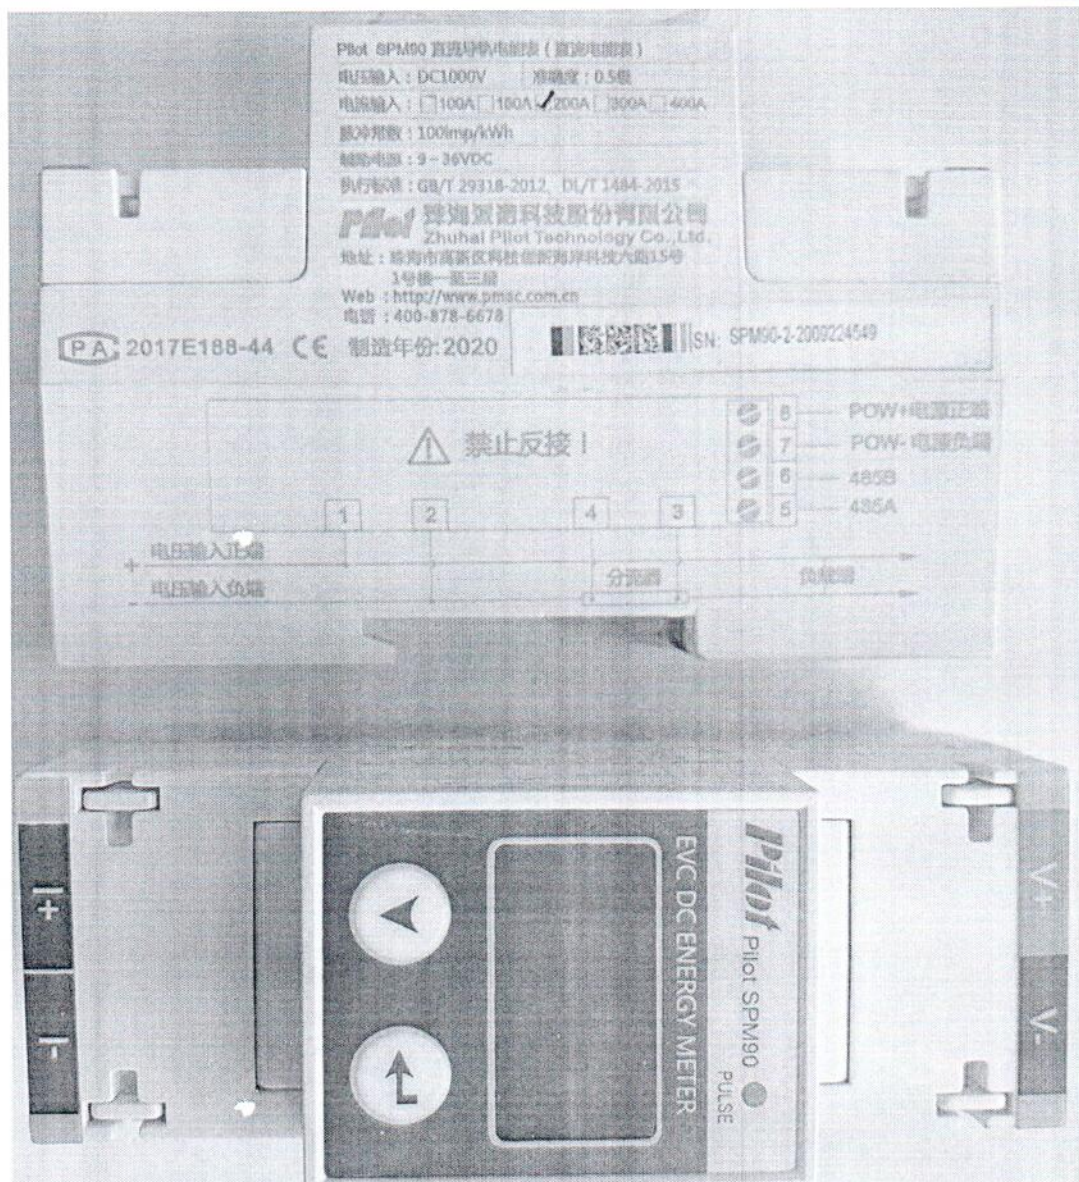 Pilot SPM90 直流导轨电能表(直流电能表)
电压输入:DC1000V 准确度:0.5级
电流输入:□100A□150A☑200A□300A□400A
脉冲常数:100imp/kWh
辅助电源:9-36VDC
执行标准:GB/T 29318-2012、DL/T 1484-2015
Pilot 珠海派诺科技股份有限公司
Zhuhai Pilot Technology Co.,Ltd.
地址:珠海市高新区科技创新海岸科技六路15号
1号楼一至三层
Web :http://www.pmac.com.cn
电话:400-878-6678
CPA 2017E188-44 CE 制造年份:2020
SN: SPM90-2-2009224549
禁止反接!
8 POW+电源正端
7 POW-电源负端
6 485B
5 485A
1 2 4 3
+ 电压输入正端
- 电压输入负端 分流器 负载端
I+
I-
Pilot Pilot SPM90
PULSE
EVC DC ENERGY METER
V+
V-